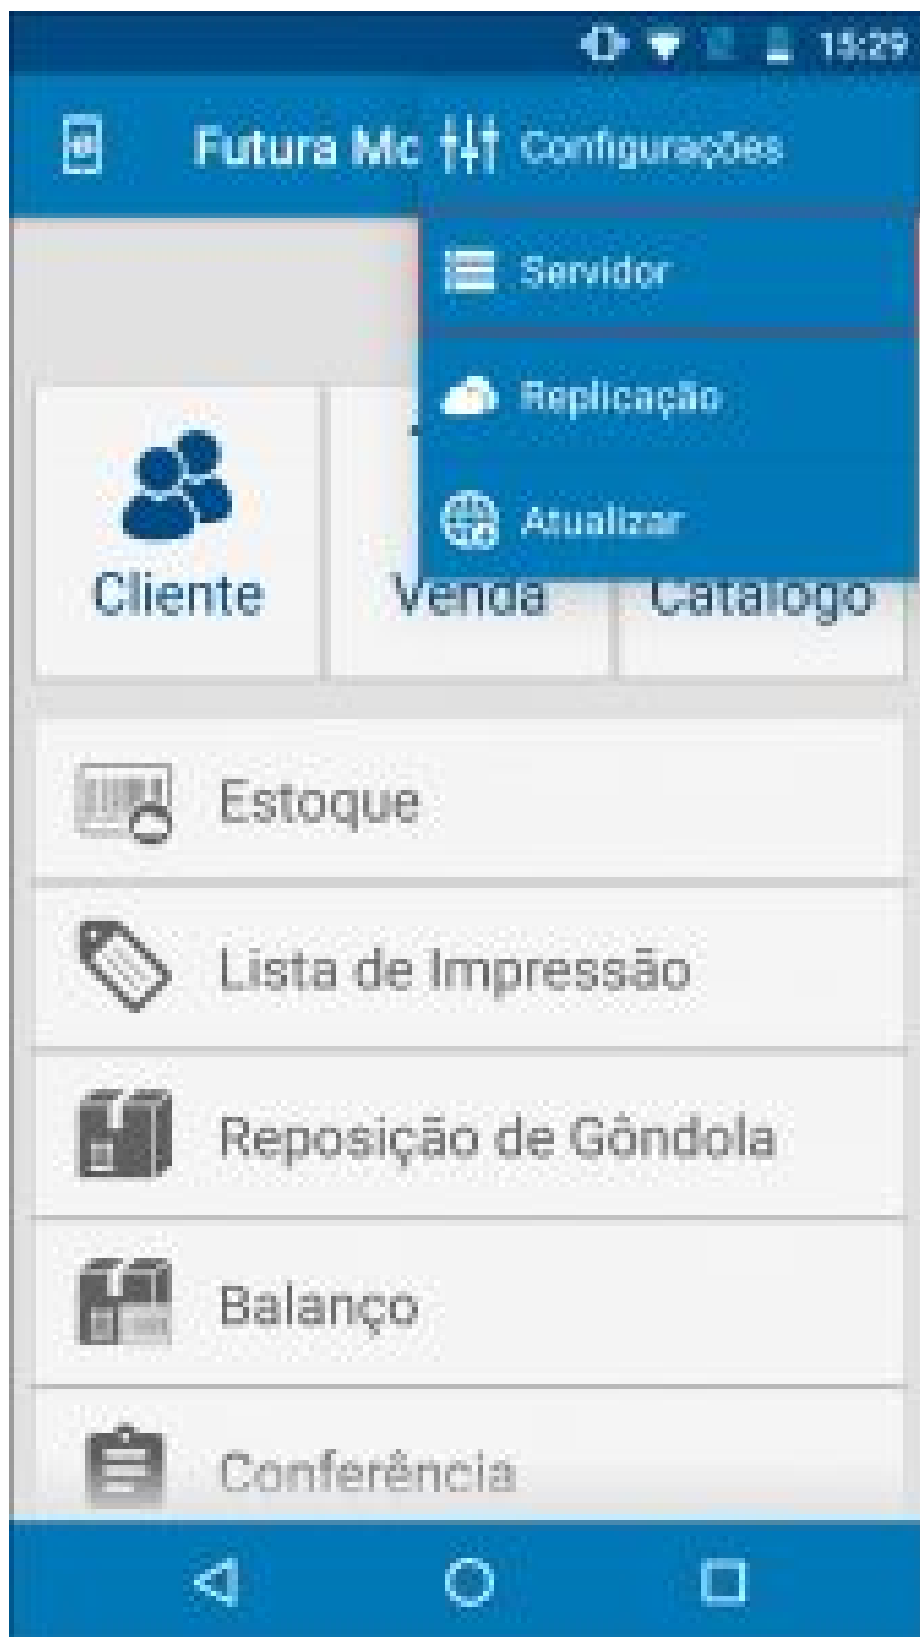 15:29
Futura Mo
Configurações
Servidor
Replicação
Atualizar
Cliente
Venda
Catálogo
Estoque
Lista de Impressão
Reposição de Gôndola
Balanço
Conferência